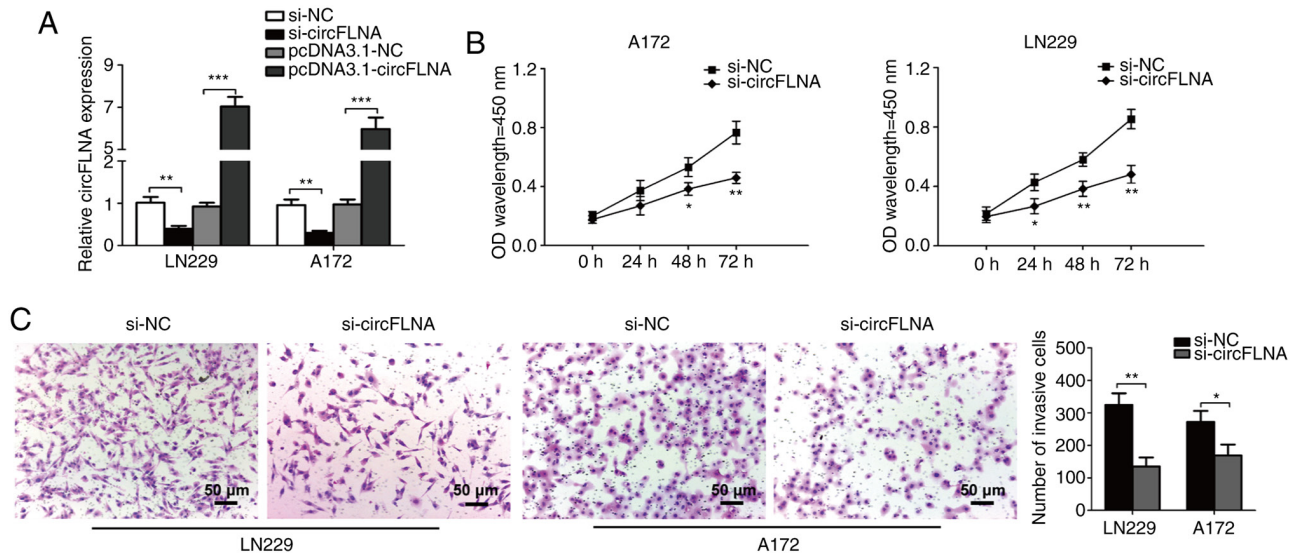 A
si-NC
si-circFLNA
pcDNA3.1-NC
pcDNA3.1-circFLNA
Relative circFLNA expression
9
7
5
2
1
0
**
***
**
***
LN229
A172
B
A172
si-NC
si-circFLNA
OD wavelength=450 nm
1.2
0.8
0.4
0.0
*
**
0 h
24 h
48 h
72 h
LN229
si-NC
si-circFLNA
OD wavelength=450 nm
1.2
0.8
0.4
0.0
*
**
**
0 h
24 h
48 h
72 h
C
si-NC
si-circFLNA
si-NC
si-circFLNA
50 μm
50 μm
50 μm
50 μm
LN229
A172
si-NC
si-circFLNA
Number of invasive cells
500
400
300
200
100
0
**
*
LN229
A172